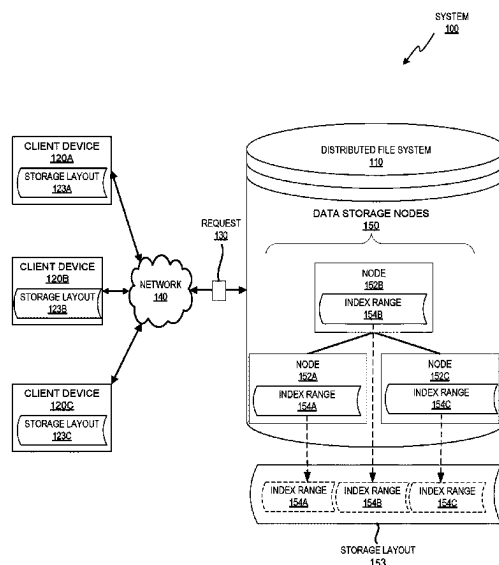 SYSTEM
100
CLIENT DEVICE
120A
STORAGE LAYOUT
123A
CLIENT DEVICE
120B
STORAGE LAYOUT
123B
CLIENT DEVICE
120C
STORAGE LAYOUT
123C
NETWORK
140
REQUEST
130
DISTRIBUTED FILE SYSTEM
110
DATA STORAGE NODES
150
NODE
152B
INDEX RANGE
154B
NODE
152A
INDEX RANGE
154A
NODE
152C
INDEX RANGE
154C
INDEX RANGE
154A
INDEX RANGE
154B
INDEX RANGE
154C
STORAGE LAYOUT
153